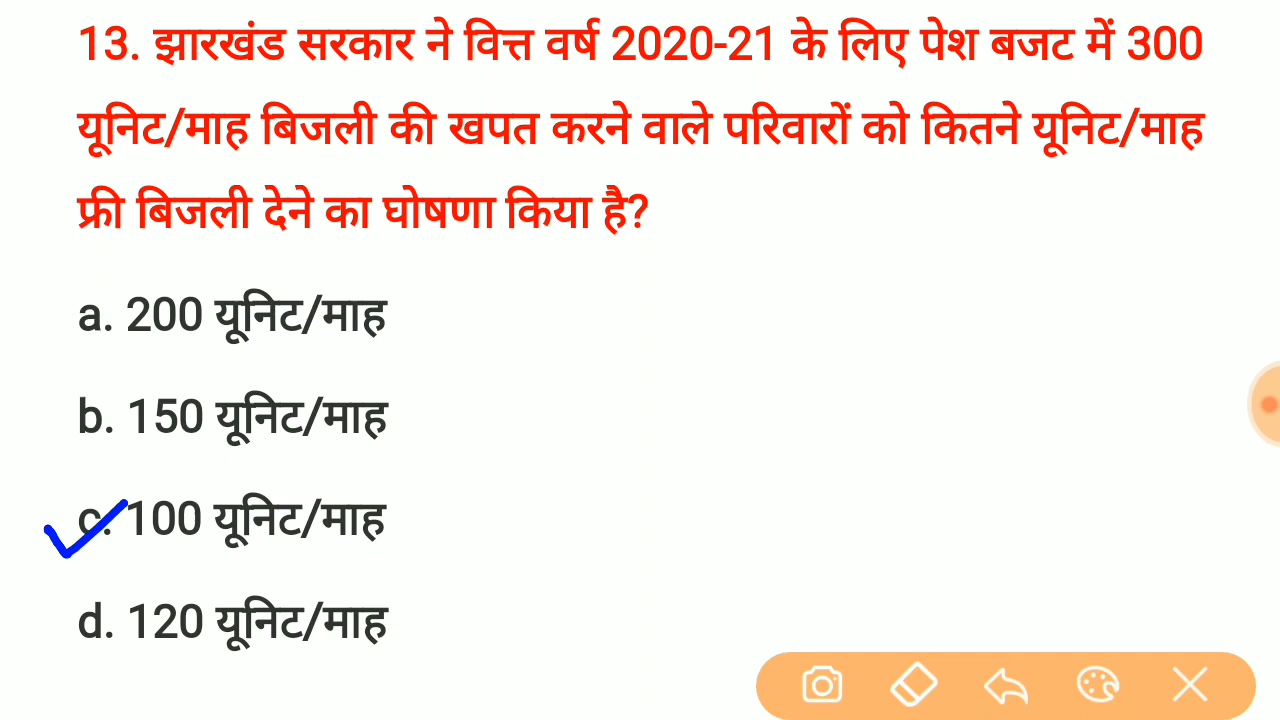 13. झारखंड सरकार ने वित्त वर्ष 2020-21 के लिए पेश बजट में 300
यूनिट/माह बिजली की खपत करने वाले परिवारों को कितने यूनिट/माह
फ्री बिजली देने का घोषणा किया है?
a. 200 यूनिट/माह
b. 150 यूनिट/माह
c. 100 यूनिट/माह
d. 120 यूनिट/माह